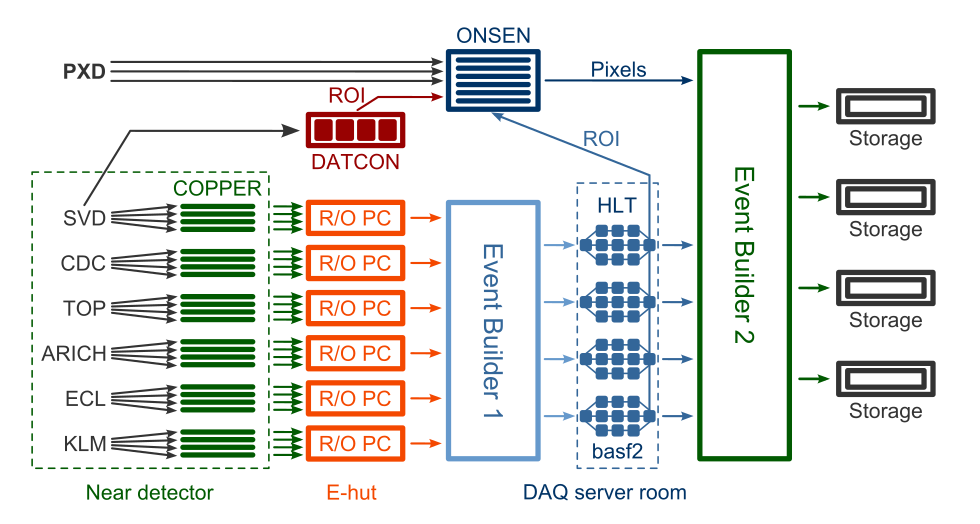 ONSEN
PXD
Pixels
ROI
DATCON
ROI
Storage
COPPER
SVD
R/O PC
HLT
Storage
CDC
R/O PC
TOP
R/O PC
Event Builder 1
Event Builder 2
Storage
ARICH
R/O PC
ECL
R/O PC
Storage
KLM
R/O PC
basf2
Near detector
E-hut
DAQ server room